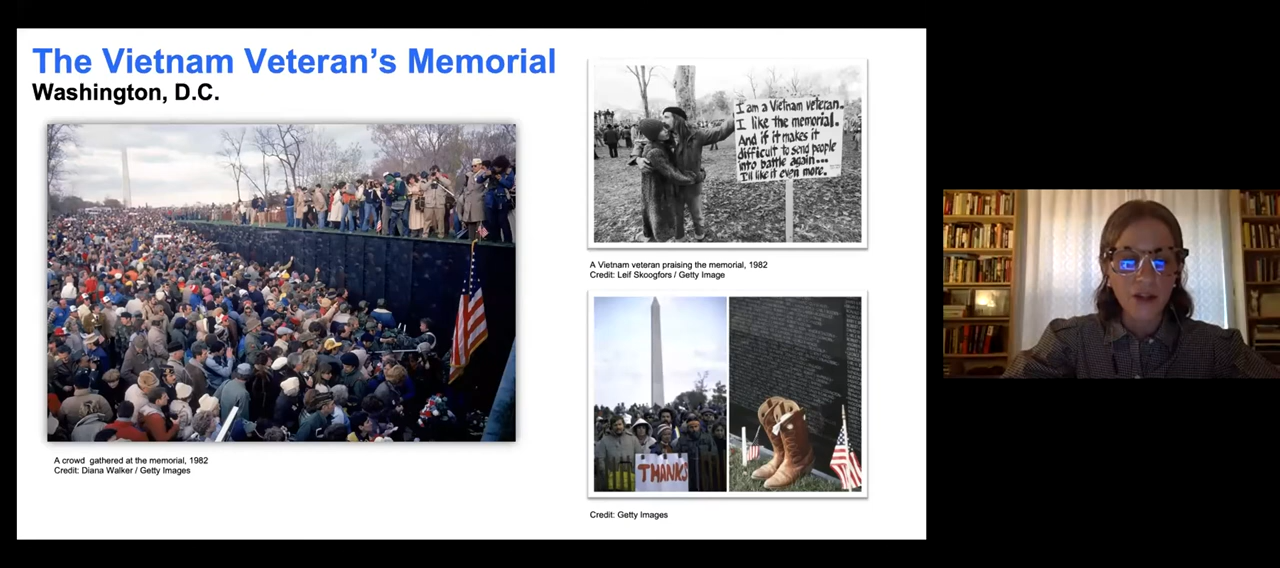 The Vietnam Veteran’s Memorial
Washington, D.C.
A crowd gathered at the memorial, 1982
Credit: Diana Walker / Getty Images
I am a Vietnam veteran.
I like the memorial.
And if it makes it
difficult to send people
into battle again...
I'll like it even more.
A Vietnam veteran praising the memorial, 1982
Credit: Leif Skoogfors / Getty Image
THANKS
Credit: Getty Images